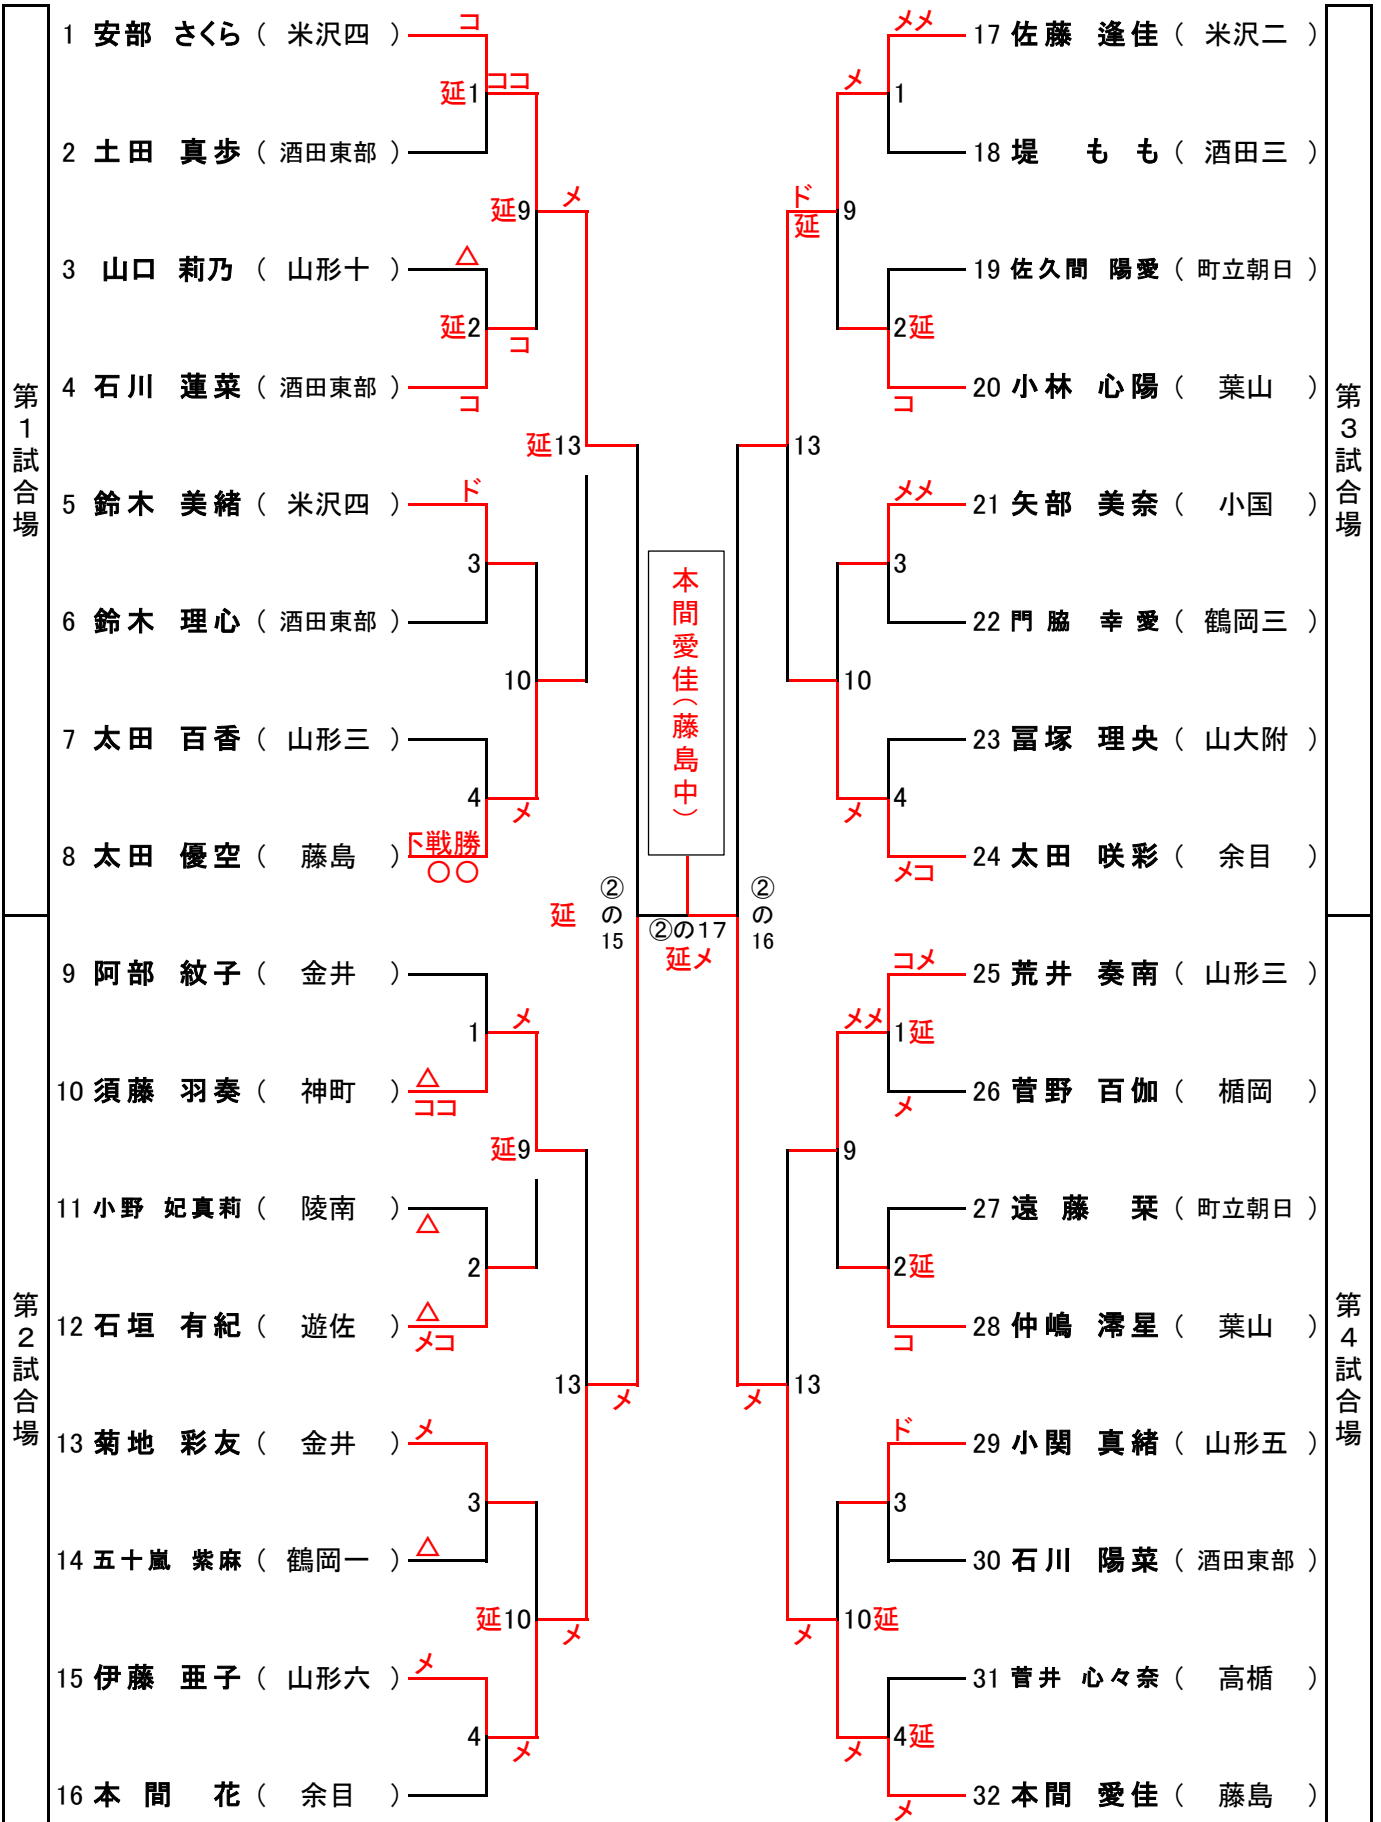 第1試合場
1 安部 さくら （ 米沢四 ） コ
延1 ココ
2 土田 真歩 （ 酒田東部 ）
延9 メ
3 山口 莉乃 （ 山形十 ） △
延2 コ
4 石川 蓮菜 （ 酒田東部 ） コ
延13
5 鈴木 美緒 （ 米沢四 ） ド
3
6 鈴木 理心 （ 酒田東部 ）
10
7 太田 百香 （ 山形三 ）
4 メ
8 太田 優空 （ 藤島 ） 不戦勝
〇〇
第2試合場
延 ②の15
9 阿部 紋子 （ 金井 ）
1 メ
10 須藤 羽奏 （ 神町 ） △
ココ
延9
11 小野 妃真莉 （ 陵南 ） △
2
12 石垣 有紀 （ 遊佐 ） △
メコ
13 メ
13 菊地 彩友 （ 金井 ） メ
3
14 五十嵐 紫麻 （ 鶴岡一 ） △
延10 メ
15 伊藤 亜子 （ 山形六 ） メ
4 メ
16 本間 花 （ 余目 ）
本間愛佳（藤島中）
②の17
延メ
第3試合場
メメ 17 佐藤 逢佳 （ 米沢二 ）
メ 1
18 堤 もも （ 酒田三 ）
ド 9
延
19 佐久間 陽愛 （ 町立朝日 ）
2延
コ 20 小林 心陽 （ 葉山 ）
13
メメ 21 矢部 美奈 （ 小国 ）
3
22 門脇 幸愛 （ 鶴岡三 ）
10
23 冨塚 理央 （ 山大附 ）
メ 4
メコ 24 太田 咲彩 （ 余目 ）
②の16
第4試合場
コメ 25 荒井 奏南 （ 山形三 ）
メメ 1延
メ 26 菅野 百伽 （ 楯岡 ）
9
27 遠藤 栞 （ 町立朝日 ）
2延
コ 28 仲嶋 澪星 （ 葉山 ）
メ 13
ド 29 小関 真緒 （ 山形五 ）
3
30 石川 陽菜 （ 酒田東部 ）
メ 10延
31 菅井 心々奈 （ 高楯 ）
メ 4延
メ 32 本間 愛佳 （ 藤島 ）